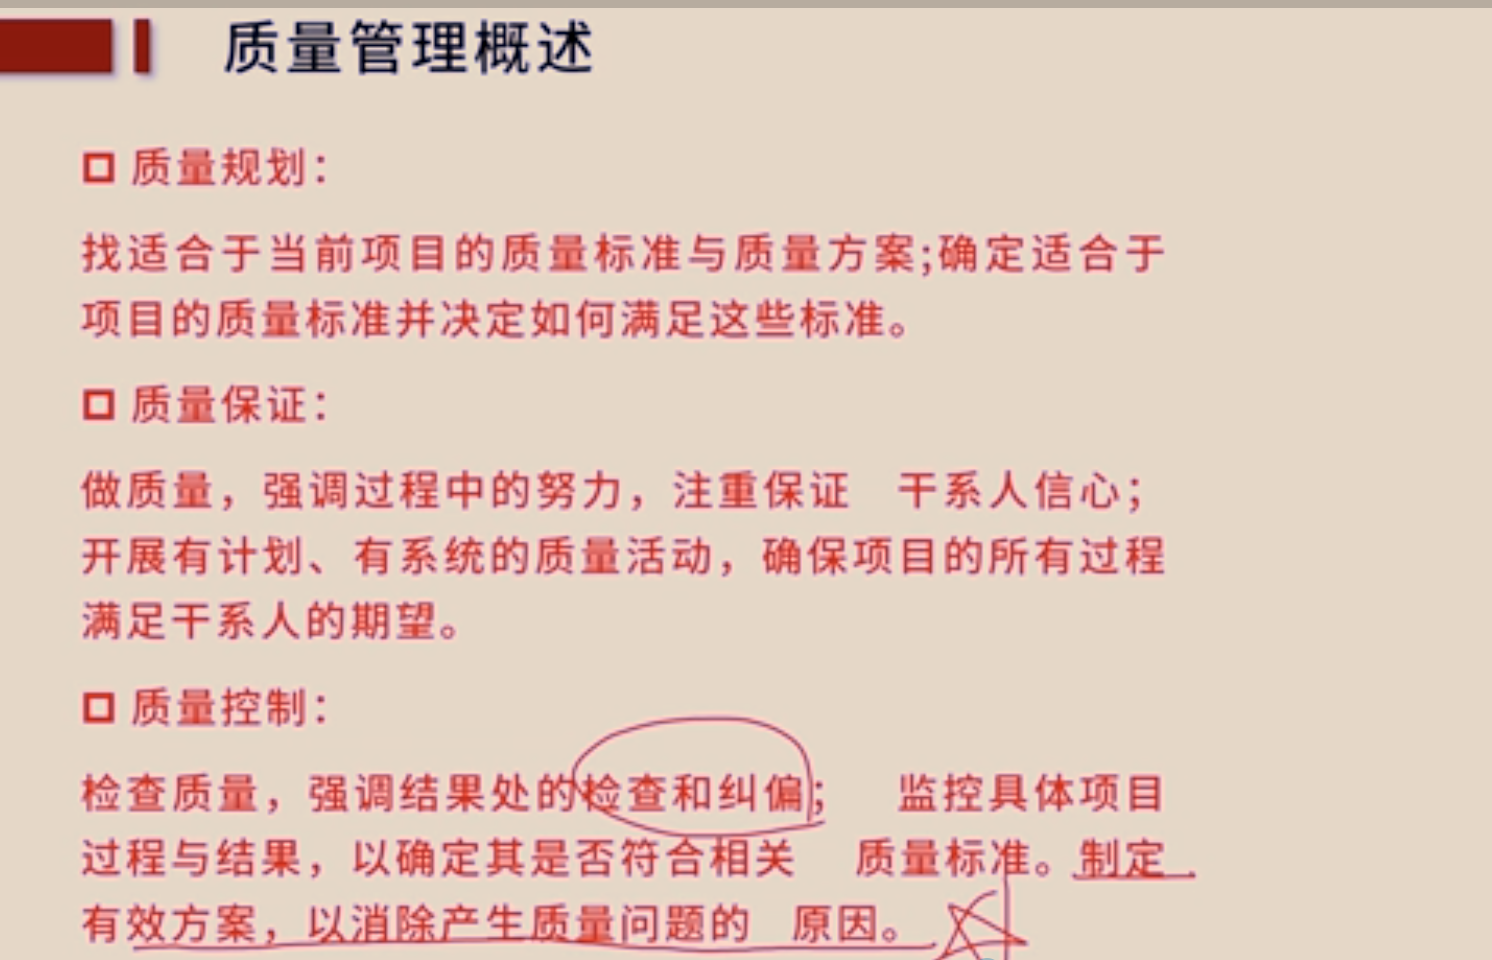 质量管理概述
质量规划：
找适合于当前项目的质量标准与质量方案;确定适合于
项目的质量标准并决定如何满足这些标准。
质量保证：
做质量，强调过程中的努力，注重保证 干系人信心；
开展有计划、有系统的质量活动，确保项目的所有过程
满足干系人的期望。
质量控制：
检查质量，强调结果处的检查和纠偏； 监控具体项目
过程与结果，以确定其是否符合相关 质量标准。制定
有效方案，以消除产生质量问题的 原因。